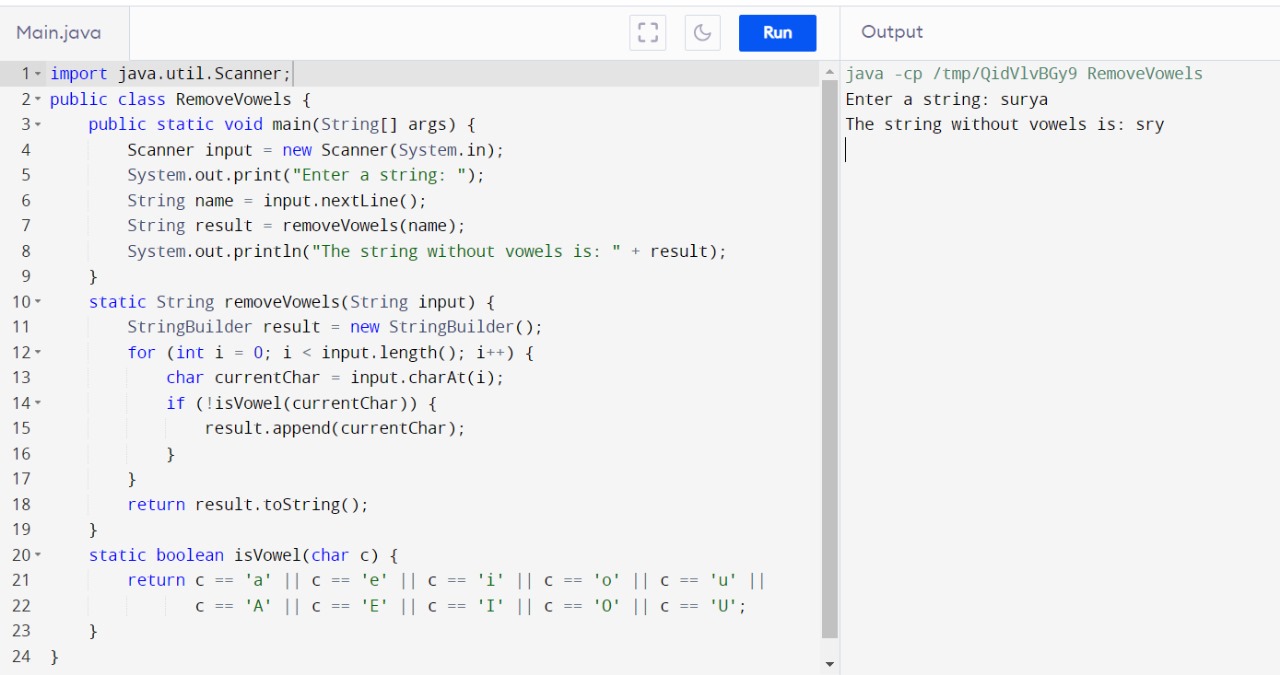 Main.java
Run
Output
1 import java.util.Scanner;
2 public class RemoveVowels {
3     public static void main(String[] args) {
4         Scanner input = new Scanner(System.in);
5         System.out.print("Enter a string: ");
6         String name = input.nextLine();
7         String result = removeVowels(name);
8         System.out.println("The string without vowels is: " + result);
9     }
10     static String removeVowels(String input) {
11         StringBuilder result = new StringBuilder();
12         for (int i = 0; i < input.length(); i++) {
13             char currentChar = input.charAt(i);
14             if (!isVowel(currentChar)) {
15                 result.append(currentChar);
16             }
17         }
18         return result.toString();
19     }
20     static boolean isVowel(char c) {
21         return c == 'a' || c == 'e' || c == 'i' || c == 'o' || c == 'u' ||
22                c == 'A' || c == 'E' || c == 'I' || c == 'O' || c == 'U';
23     }
24 }
java -cp /tmp/QidVlvBGy9 RemoveVowels
Enter a string: surya
The string without vowels is: sry